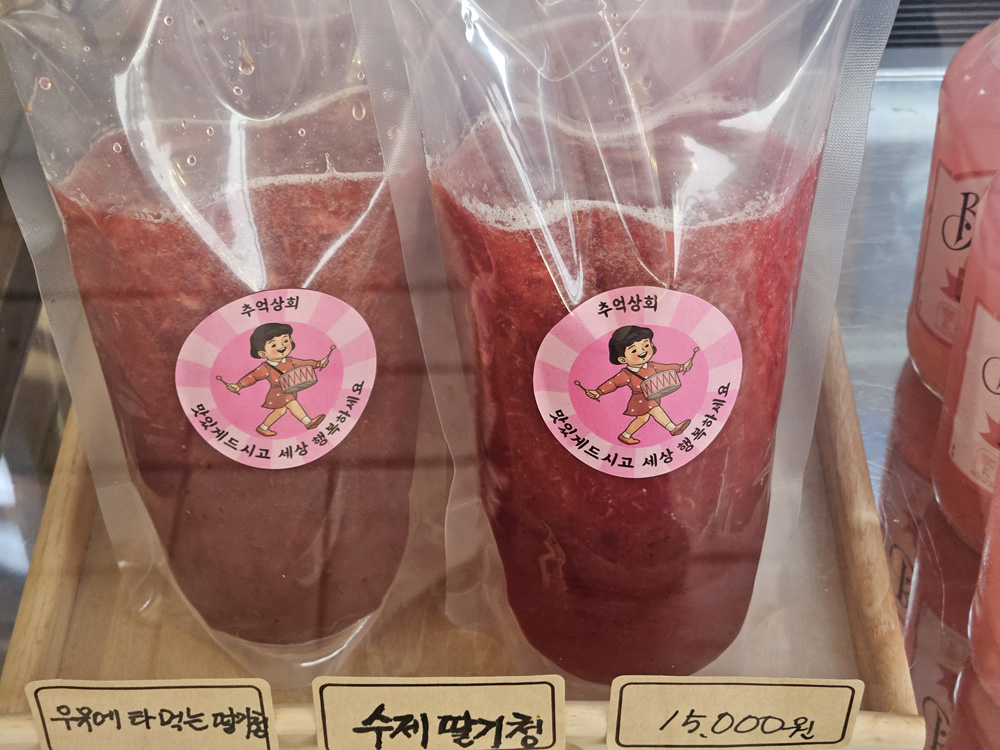 추억상회
맛있게드시고 세상 행복하세요
추억상회
맛있게드시고 세상 행복하세요
B
우유에 타 먹는 딸기청
수제 딸기청
15,000원